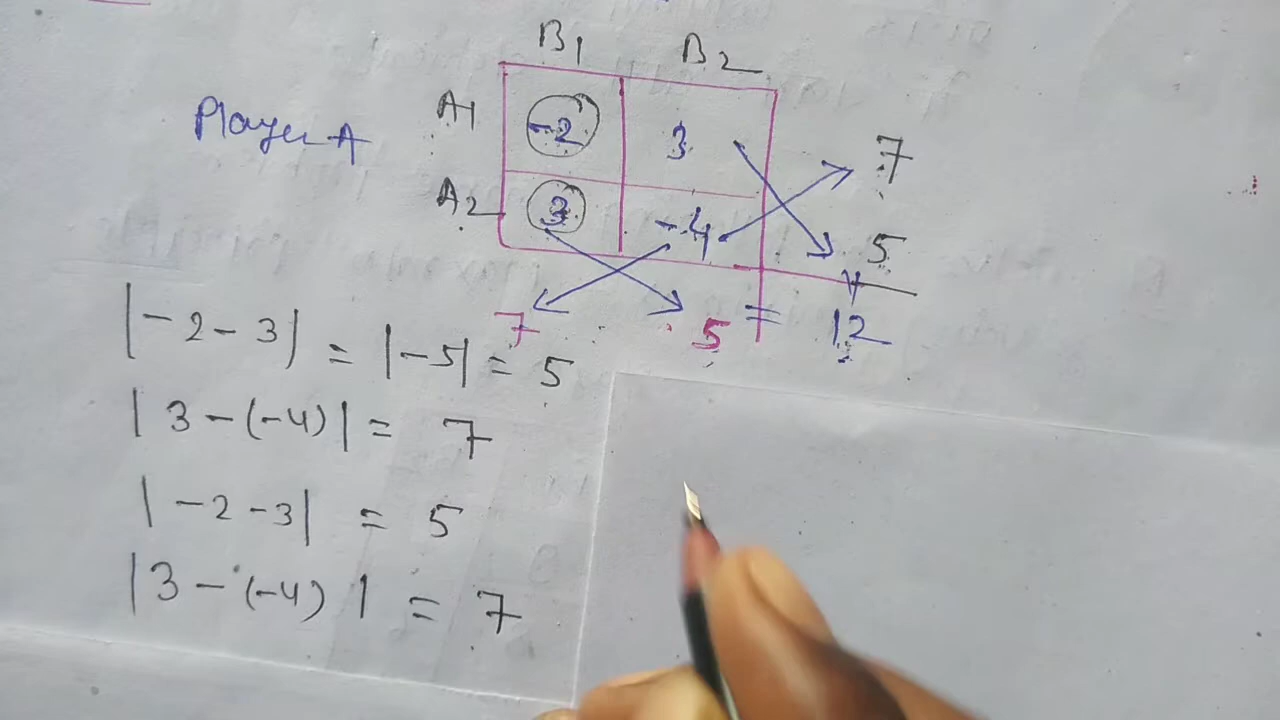 B1 B2
Player A A1 -2 3 7
A2 3 -4 5
7 5 = 12
|-2-3| = |-5| = 5
|3-(-4)| = 7
|-2-3| = 5
|3-(-4)| = 7